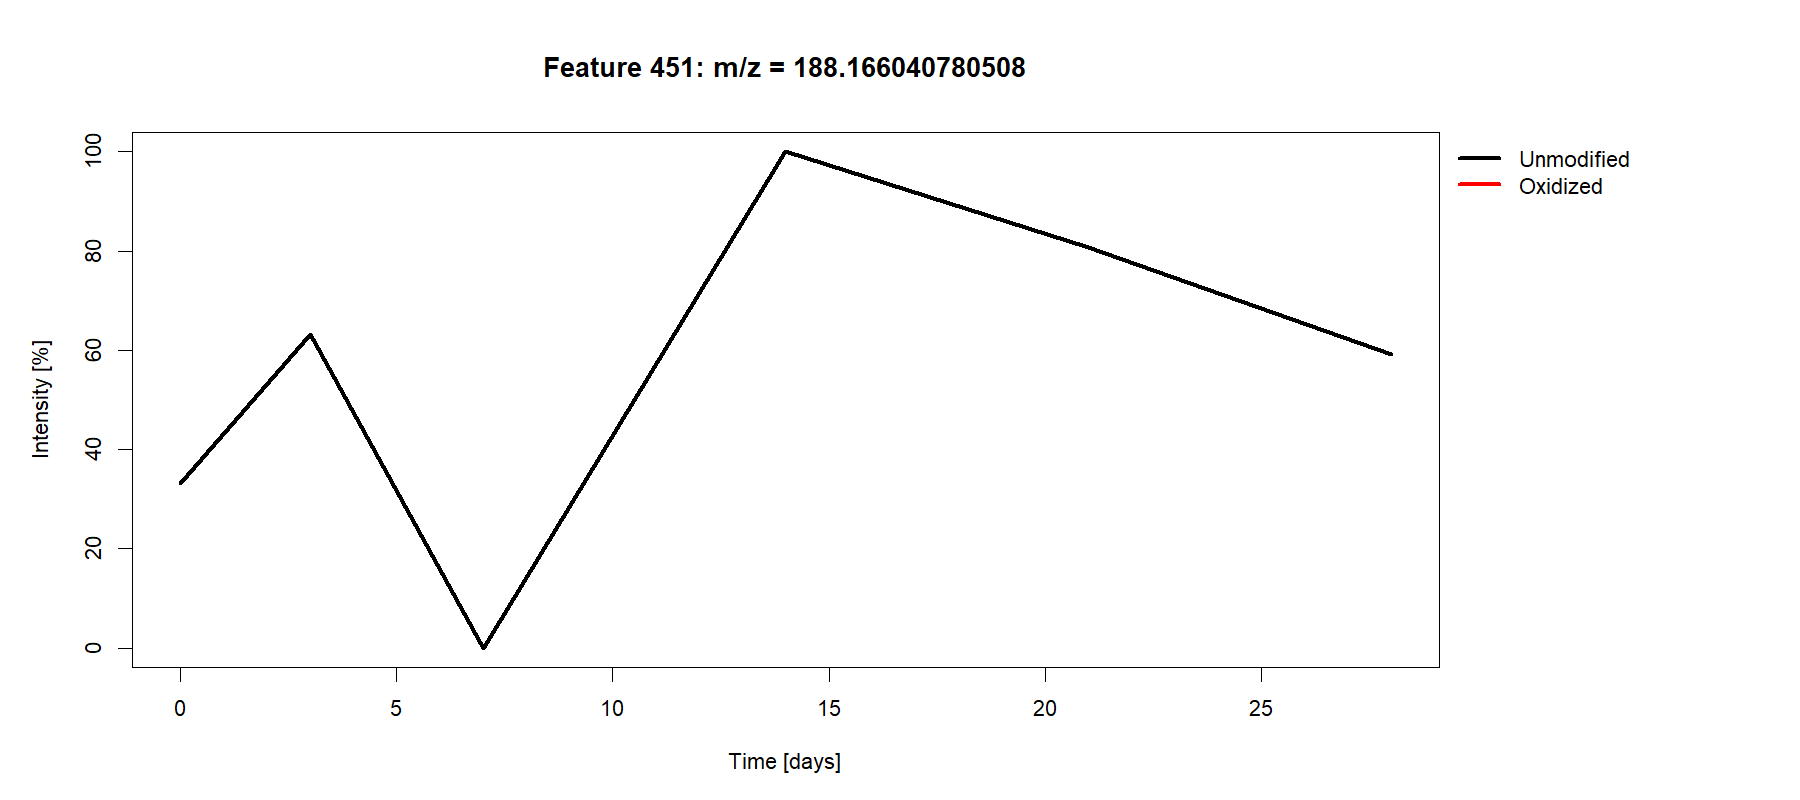 Feature 451: m/z = 188.166040780508
Unmodified
Oxidized
Intensity [%]
100
80
60
40
20
0
0 5 10 15 20 25
Time [days]